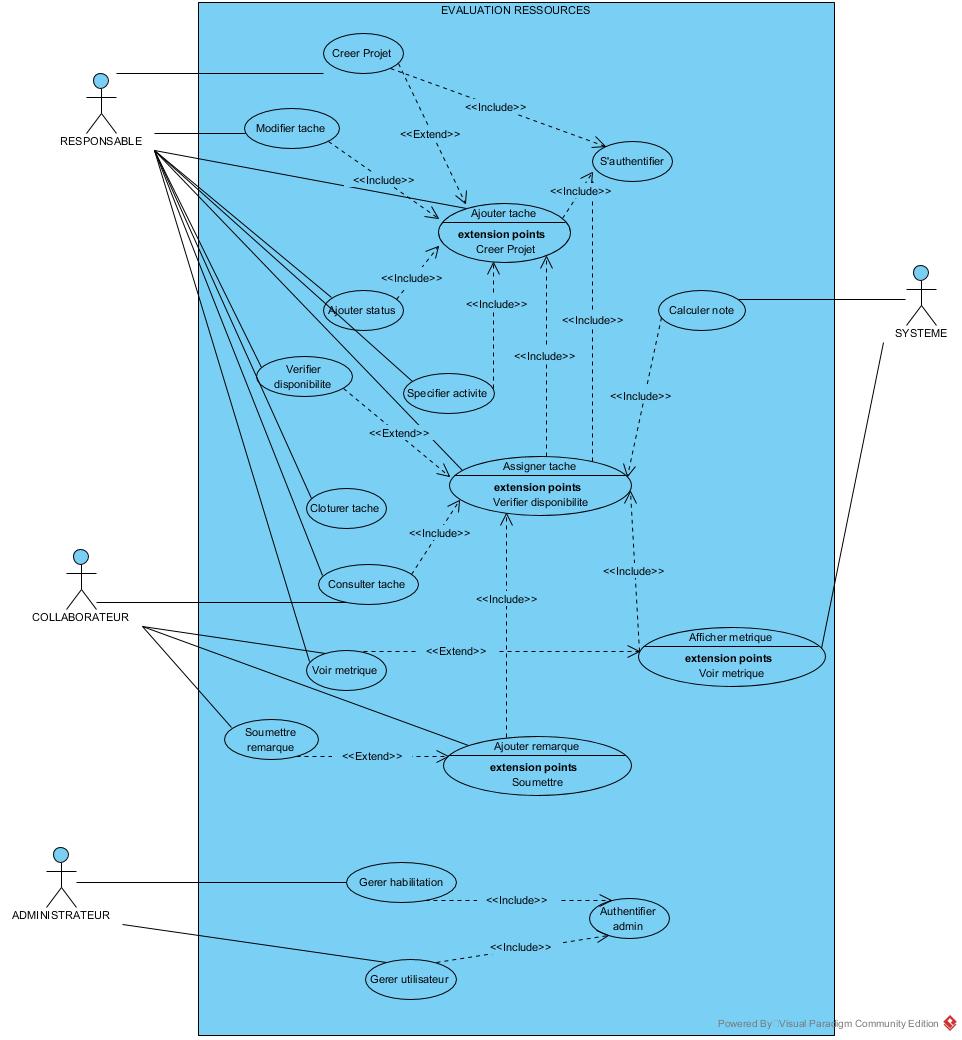 EVALUATION RESSOURCES
Creer Projet
<<Include>>
RESPONSABLE
Modifier tache
<<Extend>>
S'authentifier
<<Include>>
<<Include>>
Ajouter tache
extension points
Creer Projet
<<Include>>
Ajouter status
<<Include>>
<<Include>>
Calculer note
SYSTEME
<<Include>>
Verifier
disponibilite
Specifier activite
<<Include>>
<<Extend>>
Assigner tache
extension points
Verifier disponibilite
Cloturer tache
<<Include>>
Consulter tache
<<Include>>
<<Include>>
COLLABORATEUR
Afficher metrique
extension points
Voir metrique
<<Extend>>
Voir metrique
Soumettre
remarque
<<Extend>>
Ajouter remarque
extension points
Soumettre
Gerer habilitation
<<Include>>
ADMINISTRATEUR
Authentifier
admin
<<Include>>
Gerer utilisateur
Powered By Visual Paradigm Community Edition